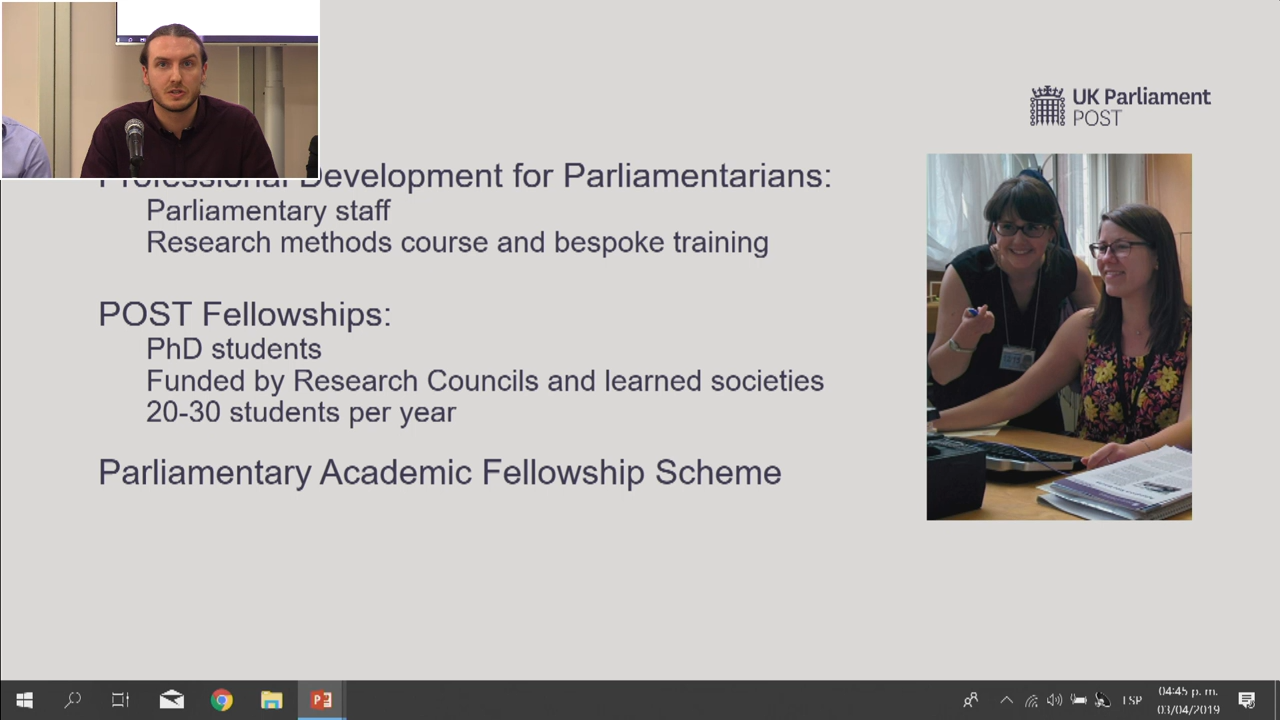 UK Parliament
POST
Professional Development for Parliamentarians:
Parliamentary staff
Research methods course and bespoke training
POST Fellowships:
PhD students
Funded by Research Councils and learned societies
20-30 students per year
Parliamentary Academic Fellowship Scheme
ESP
04:45 p. m.
03/04/2019